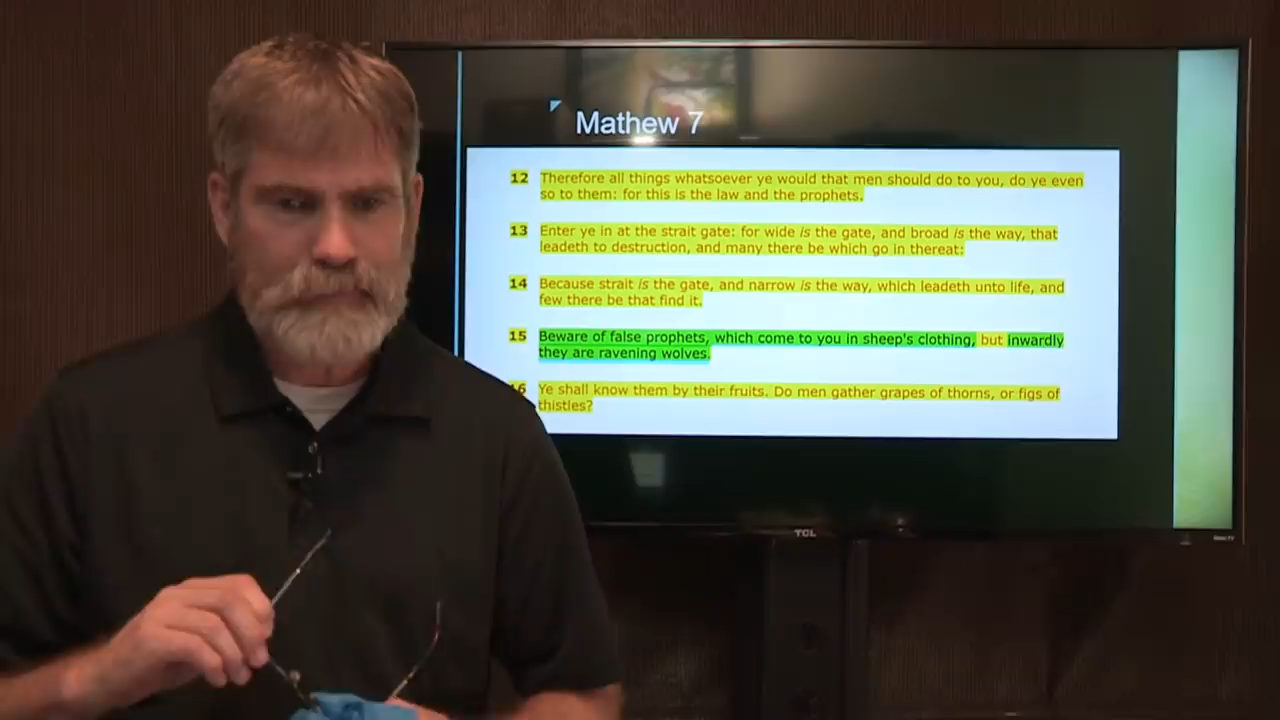 Mathew 7
12 Therefore all things whatsoever ye would that men should do to you, do ye even
so to them: for this is the law and the prophets.
13 Enter ye in at the strait gate: for wide is the gate, and broad is the way, that
leadeth to destruction, and many there be which go in thereat:
14 Because strait is the gate, and narrow is the way, which leadeth unto life, and
few there be that find it.
15 Beware of false prophets, which come to you in sheep's clothing, but inwardly
they are ravening wolves.
16 Ye shall know them by their fruits. Do men gather grapes of thorns, or figs of
thistles?
TCL